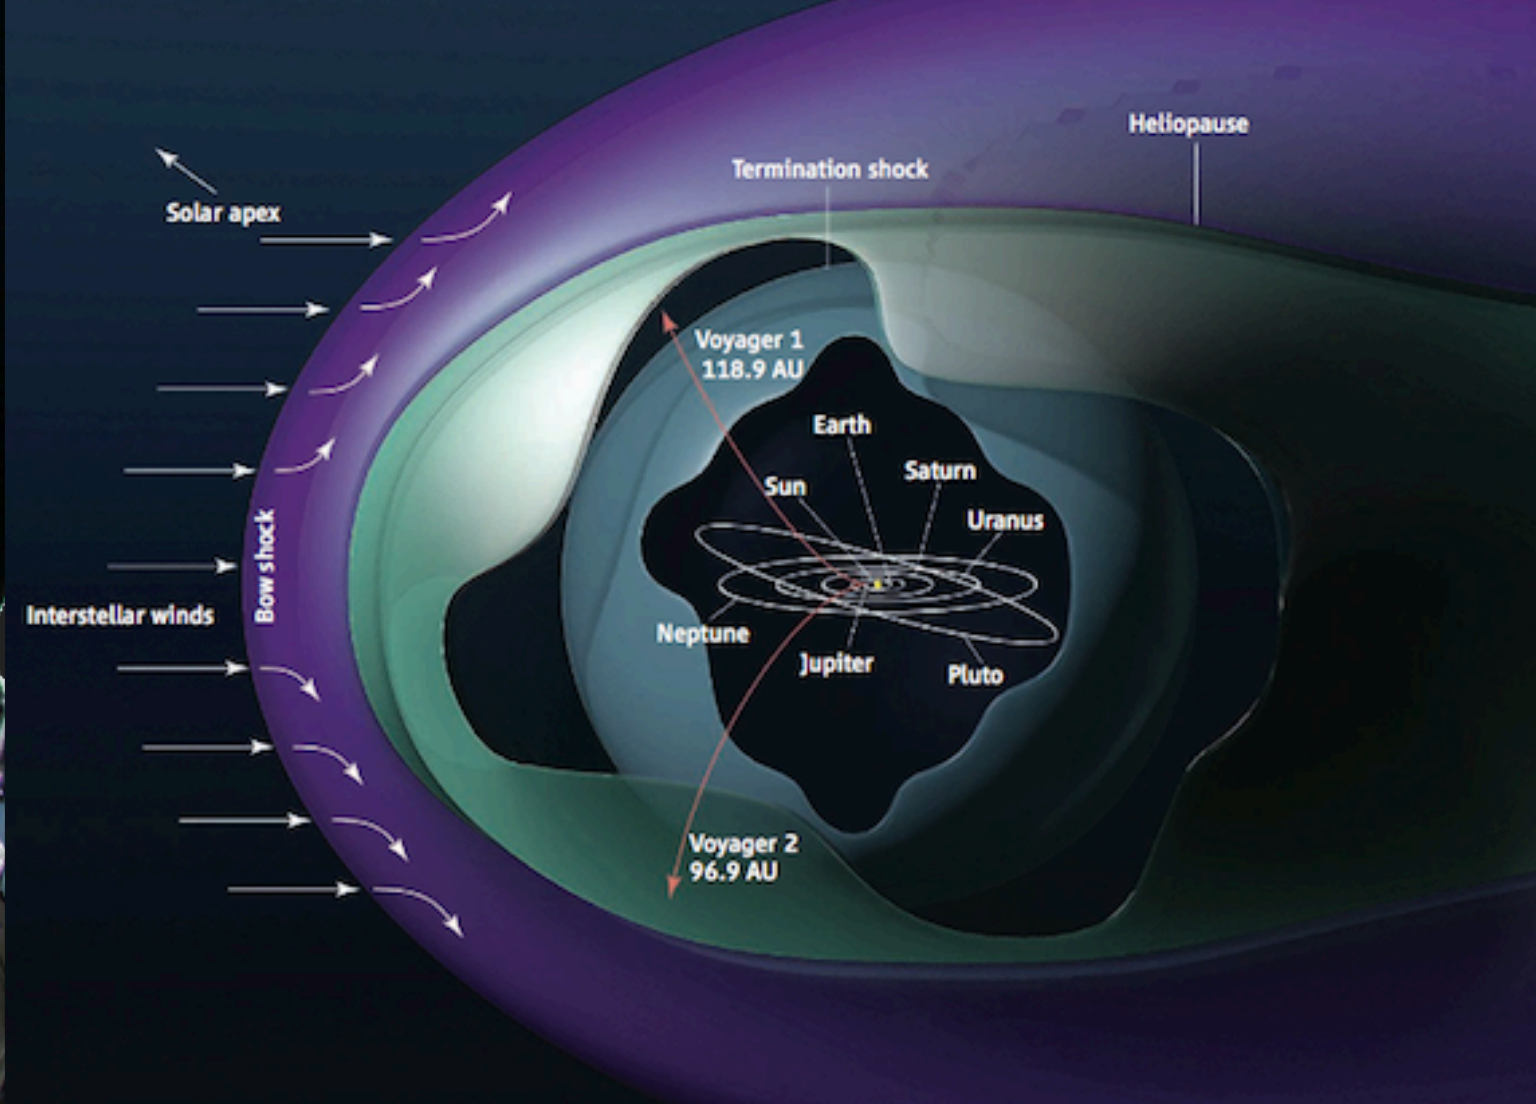 Heliopause
Termination shock
Solar apex
Voyager 1
118.9 AU
Earth
Saturn
Sun
Uranus
Bow shock
Interstellar winds
Neptune
Jupiter
Pluto
Voyager 2
96.9 AU